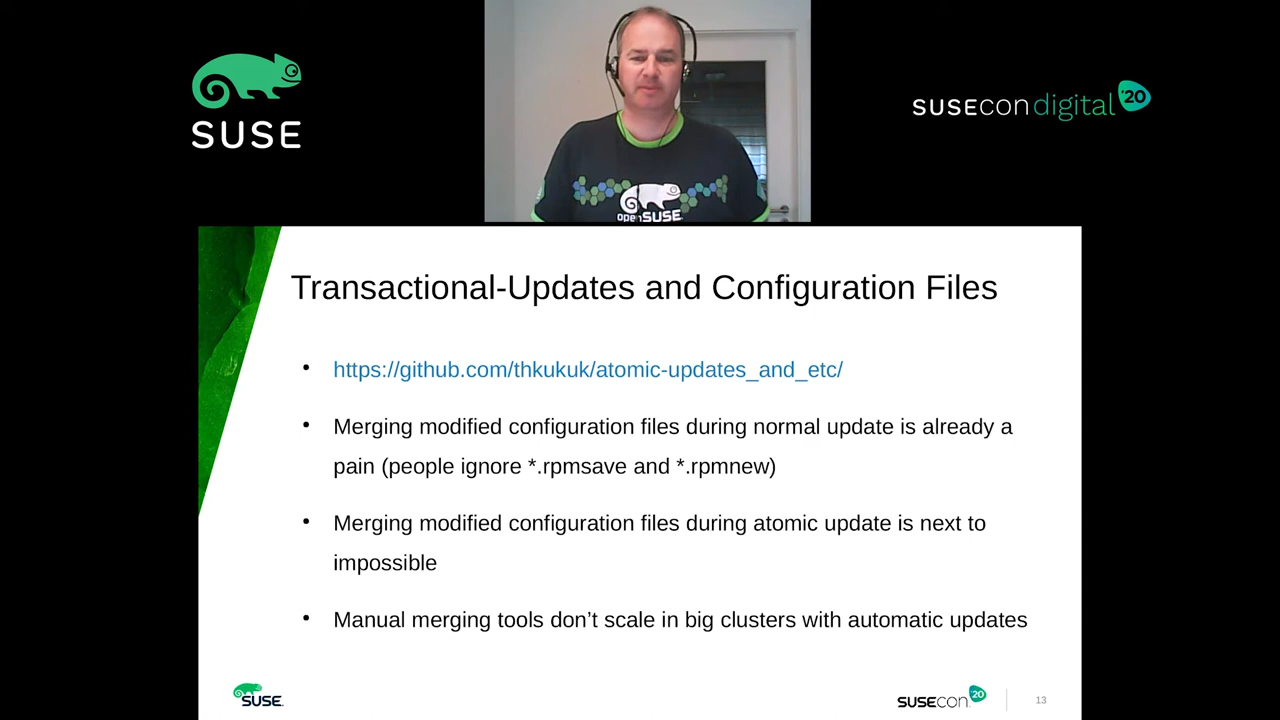 SUSE
SUSEcon digital '20
openSUSE
Transactional-Updates and Configuration Files
• https://github.com/thkukuk/atomic-updates_and_etc/
• Merging modified configuration files during normal update is already a
pain (people ignore *.rpmsave and *.rpmnew)
• Merging modified configuration files during atomic update is next to
impossible
• Manual merging tools don’t scale in big clusters with automatic updates
SUSE
SUSEcon '20
13